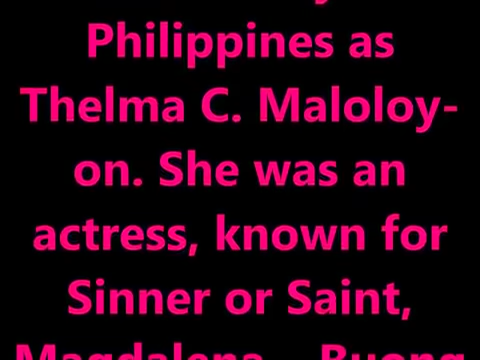 Philippines as
Thelma C. Maloloy-
on. She was an
actress, known for
Sinner or Saint,
Magdalena
Buong